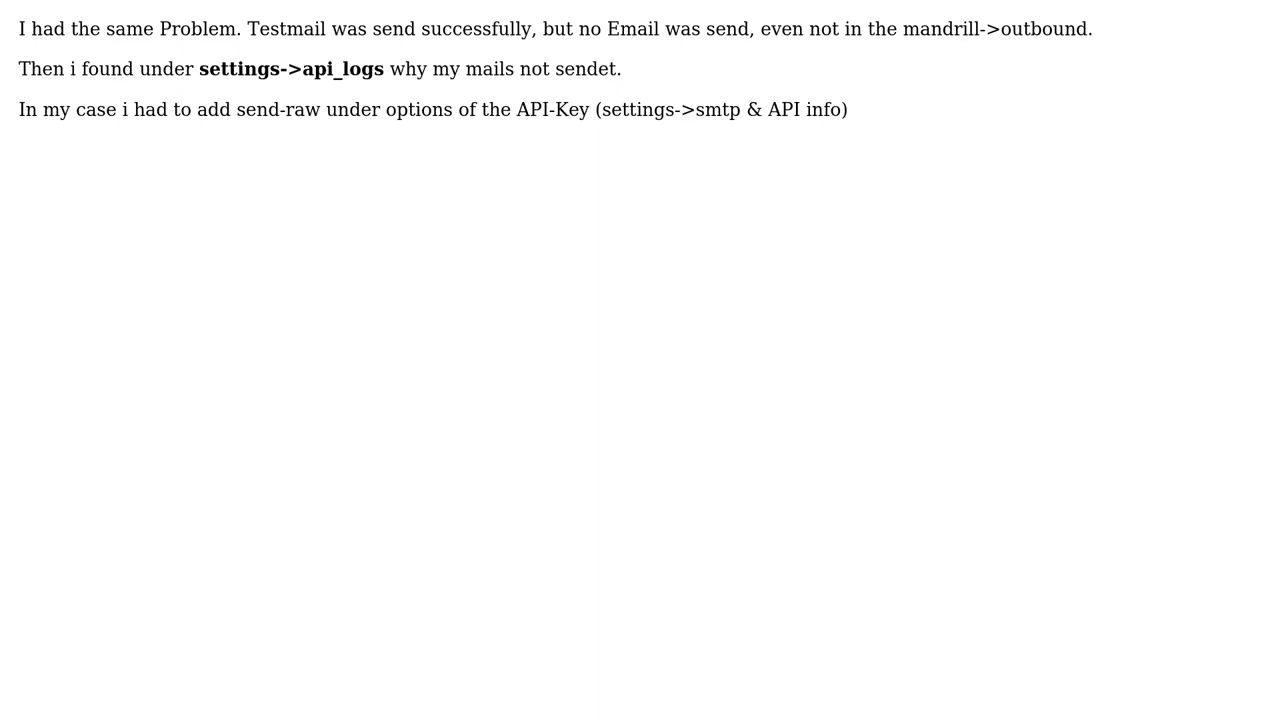 I had the same Problem. Testmail was send successfully, but no Email was send, even not in the mandrill->outbound.
Then i found under settings->api_logs why my mails not sendet.
In my case i had to add send-raw under options of the API-Key (settings->smtp & API info)